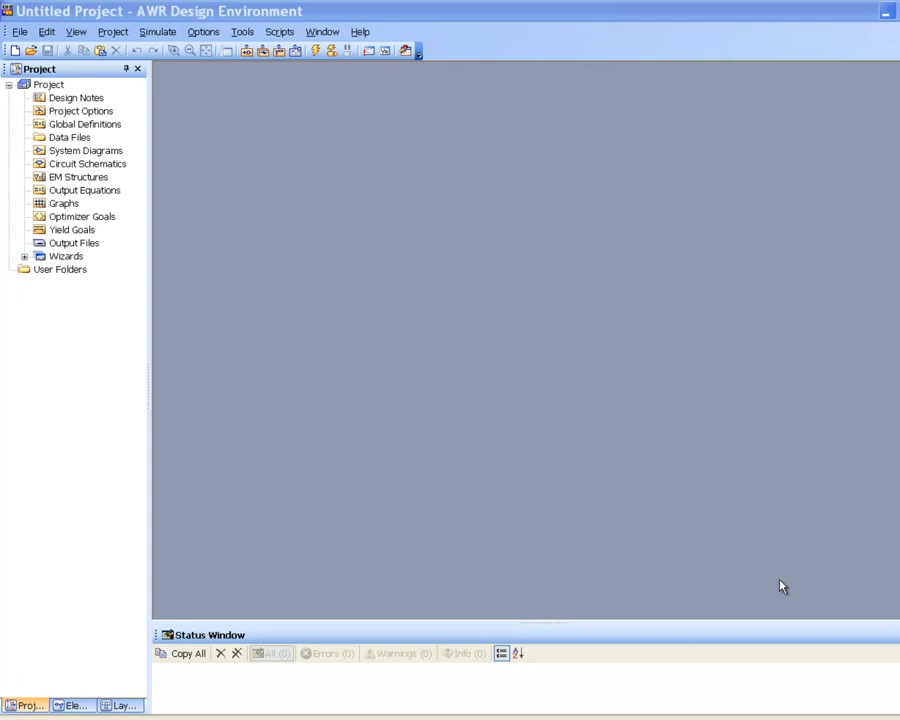 Untitled Project - AWR Design Environment
File Edit View Project Simulate Options Tools Scripts Window Help
Project
Project
Design Notes
Project Options
Global Definitions
Data Files
System Diagrams
Circuit Schematics
EM Structures
Output Equations
Graphs
Optimizer Goals
Yield Goals
Output Files
Wizards
User Folders
Status Window
Copy All All (0) Errors (0) Warnings (0) Info (0)
Proj... Ele... Lay...